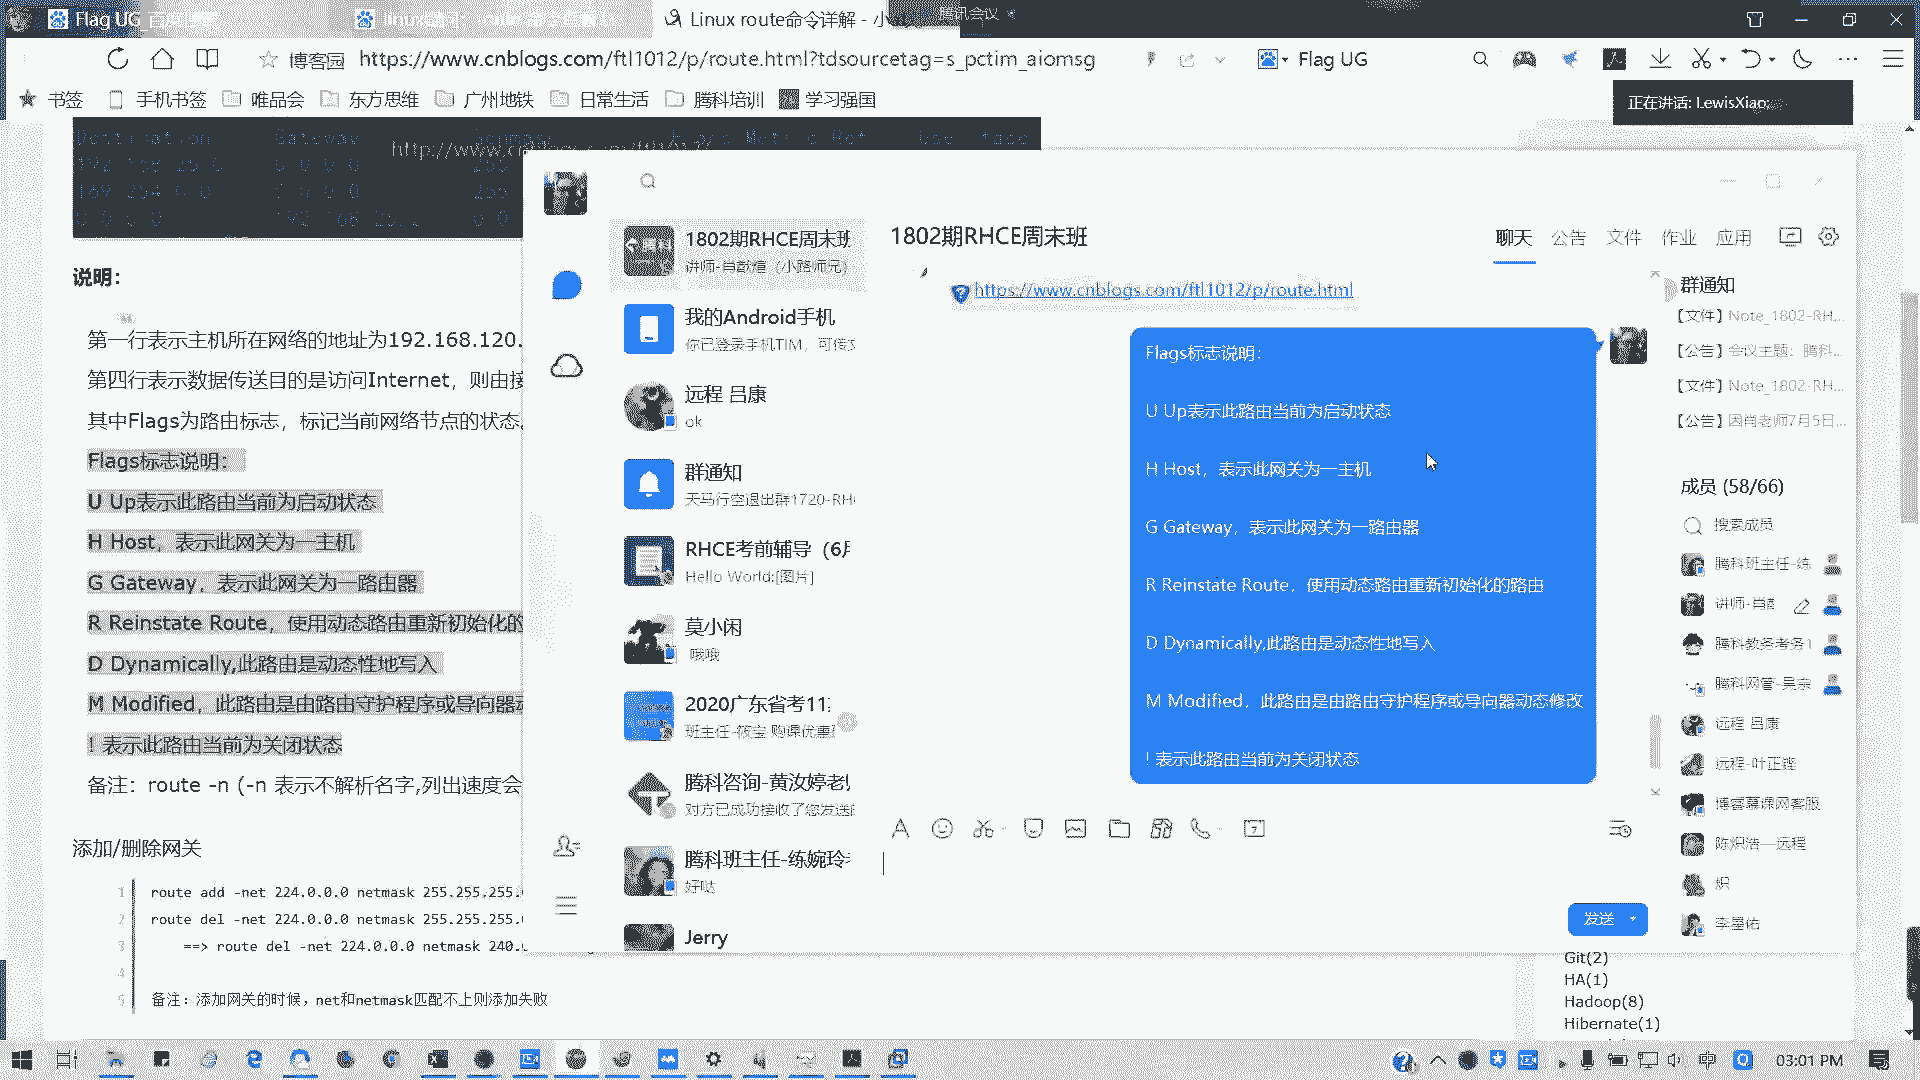 Flag UG 百度搜索
Linux route命令详解 - 小
腾讯会议
博客园 https://www.cnblogs.com/ftl1012/p/route.html?tdsourcetag=s_pctim_aiomsg
Flag UG
书签 手机书签 唯品会 东方思维 广州地铁 日常生活 腾科培训 学习强国
正在讲话: LewisXiao;
Destination Gateway Genmask Flags Metric Ref Use Iface
http://www.cnblogs.com/ftl1012/
说明：
第一行表示主机所在网络的地址为192.168.120.
第四行表示数据传送目的是访问Internet，则由接
其中Flags为路由标志，标记当前网络节点的状态。
Flags标志说明：
U Up表示此路由当前为启动状态
H Host，表示此网关为一主机
G Gateway，表示此网关为一路由器
R Reinstate Route，使用动态路由重新初始化的
D Dynamically,此路由是动态性地写入
M Modified，此路由是由路由守护程序或导向器动
! 表示此路由当前为关闭状态
备注：route -n (-n 表示不解析名字,列出速度会
添加/删除网关
1 route add -net 224.0.0.0 netmask 255.255.255.
2 route del -net 224.0.0.0 netmask 255.255.255.
3 ==> route del -net 224.0.0.0 netmask 240.
4
5 备注：添加网关的时候，net和netmask匹配不上则添加失败
1802期RHCE周末班
讲师-肖献煊（小路师兄）
我的Android手机
你已登录手机TIM，可传文
远程 吕康
ok
群通知
天马行空退出群1720-RH
RHCE考前辅导（6月
Hello World:[图片]
莫小闲
哦哦
2020广东省考11
班主任-筱宝 购课优惠
腾科咨询-黄汝婷老
对方已成功接收了您发送
腾科班主任-练婉玲
好哒
Jerry
1802期RHCE周末班
聊天 公告 文件 作业 应用
https://www.cnblogs.com/ftl1012/p/route.html
Flags标志说明：
U Up表示此路由当前为启动状态
H Host，表示此网关为一主机
G Gateway，表示此网关为一路由器
R Reinstate Route，使用动态路由重新初始化的路由
D Dynamically,此路由是动态性地写入
M Modified，此路由是由路由守护程序或导向器动态修改
! 表示此路由当前为关闭状态
发送
群通知
【文件】Note_1802-RH...
【公告】会议主题：腾科...
【文件】Note_1802-RH...
【公告】因肖老师7月5日...
成员 (58/66)
搜索成员
腾科班主任-练
讲师-肖献
腾科教务考务1
腾科网管-吴宗
远程 吕康
远程-叶正铿
博睿慕课网客服
陈炽浩—远程
炽
李屋佑
Git(2)
HA(1)
Hadoop(8)
Hibernate(1)
中
03:01 PM